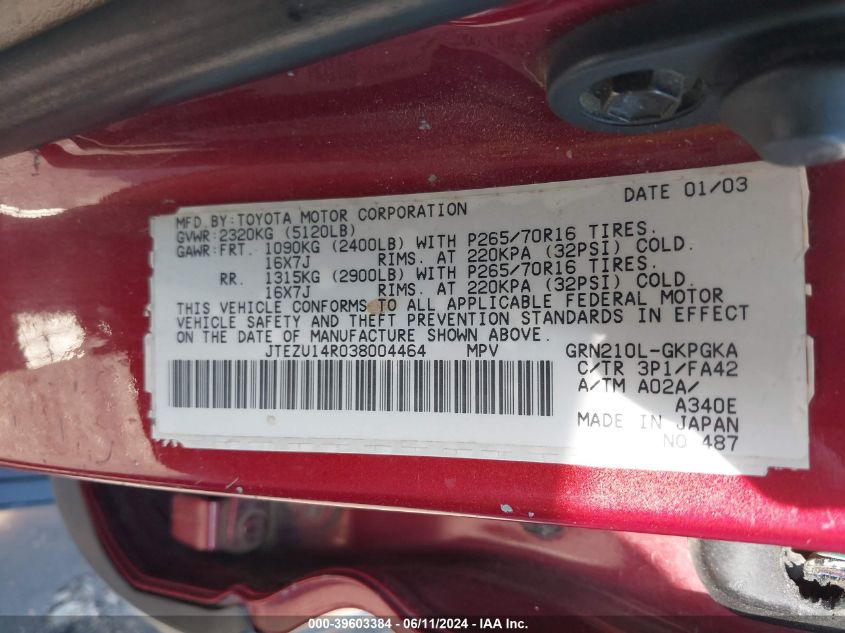 DATE 01/03
MFD. BY: TOYOTA MOTOR CORPORATION
GVWR: 2320KG (5120LB)
GAWR: FRT. 1090KG (2400LB) WITH P265/70R16 TIRES.
16X7J RIMS. AT 220KPA (32PSI) COLD.
RR. 1315KG (2900LB) WITH P265/70R16 TIRES.
16X7J RIMS. AT 220KPA (32PSI) COLD.
THIS VEHICLE CONFORMS TO ALL APPLICABLE FEDERAL MOTOR
VEHICLE SAFETY AND THEFT PREVENTION STANDARDS IN EFFECT
ON THE DATE OF MANUFACTURE SHOWN ABOVE.
JTEZU14R038004464 MPV GRN210L-GKPGKA
C/TR 3P1/FA42
A/TM A02A/
A340E
MADE IN JAPAN
NO 487
000-39603384 - 06/11/2024 - IAA Inc.